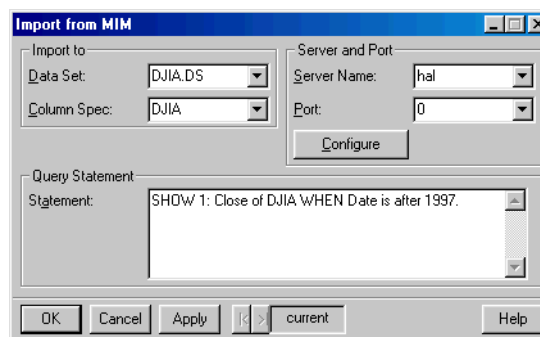 Import from MIM
Import to
Data Set: DJIA.DS
Column Spec: DJIA
Server and Port
Server Name: hal
Port: 0
Configure
Query Statement
Statement: SHOW 1: Close of DJIA WHEN Date is after 1997.
OK Cancel Apply current Help